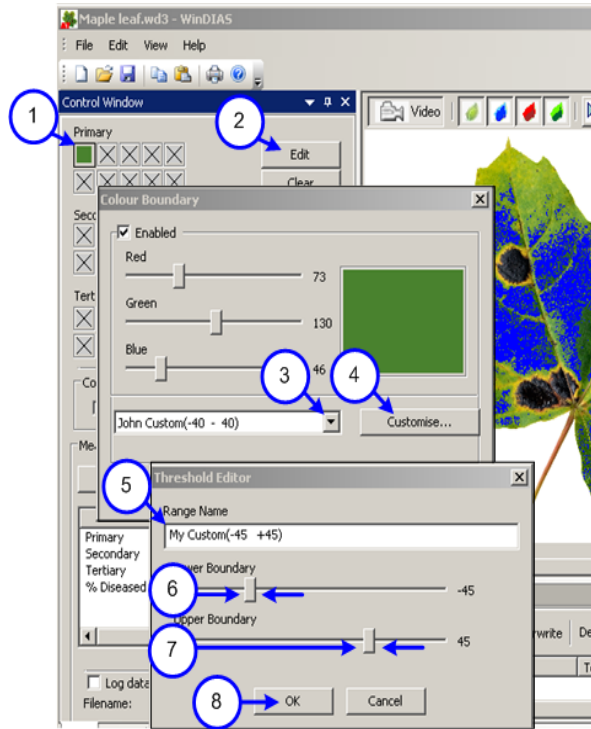 Maple leaf.wd3 - WinDIAS
File Edit View Help
Control Window
Video
1
Primary
2
Edit
Clear
Colour Boundary
Enabled
Red
73
Green
130
Blue
46
3
4
John Custom(-40 - 40)
Customise...
Threshold Editor
5
Range Name
My Custom(-45 +45)
Primary
Secondary
Tertiary
% Diseased
6
Boundary
-45
Upper Boundary
7
45
8
OK
Cancel
Log data
Filename: